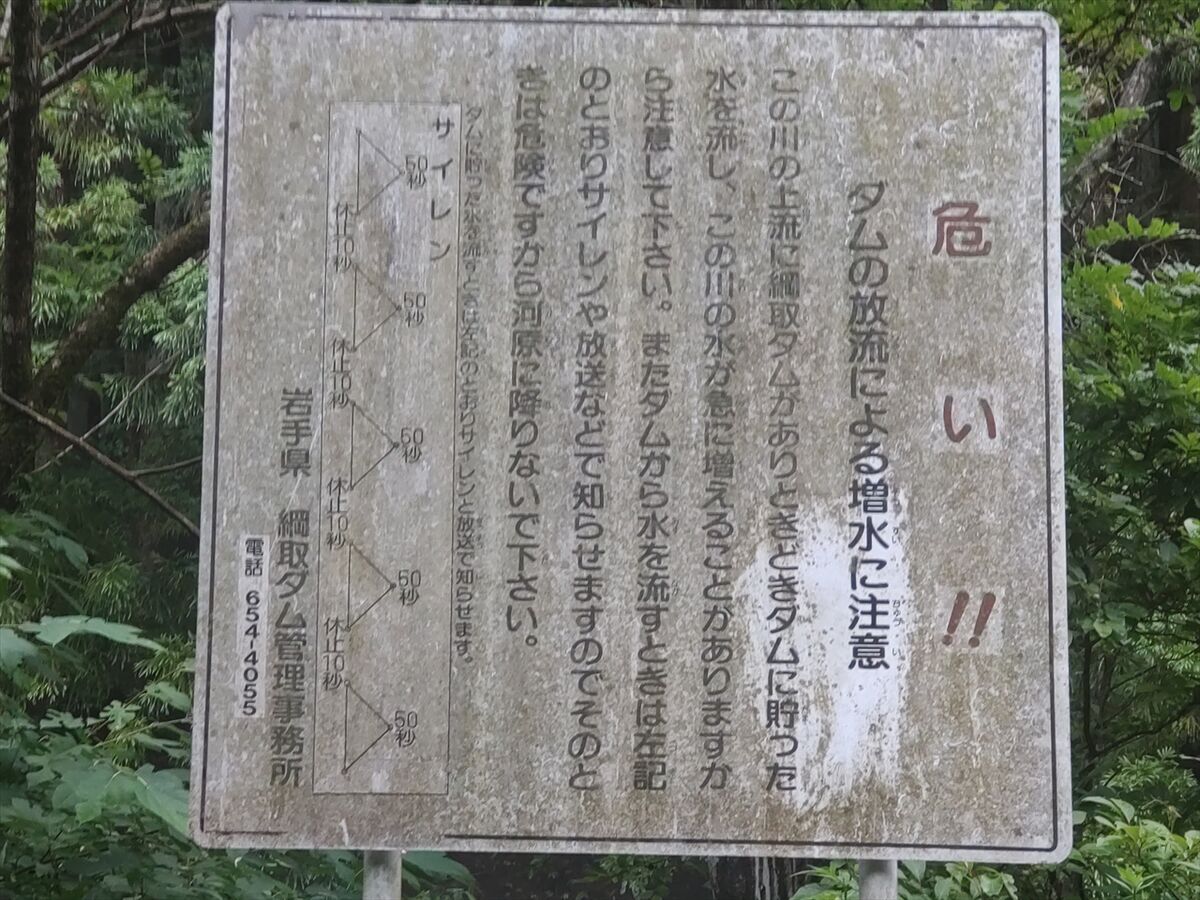 危い!!
ダムの放流による増水に注意
この川の上流に綱取ダムがありときどきダムに貯った
水を流し、この川の水が急に増えることがありますか
ら注意して下さい。またダムから水を流すときは左記
のとおりサイレンや放送などで知らせますのでそのと
きは危険ですから河原に降りないで下さい。
ダムに貯った水を流すときは左記のとおりサイレンと放送で知らせます。
サイレン
50秒
休止10秒
50秒
休止10秒
50秒
休止10秒
50秒
休止10秒
50秒
岩手県 綱取ダム管理事務所
電話 654-4055